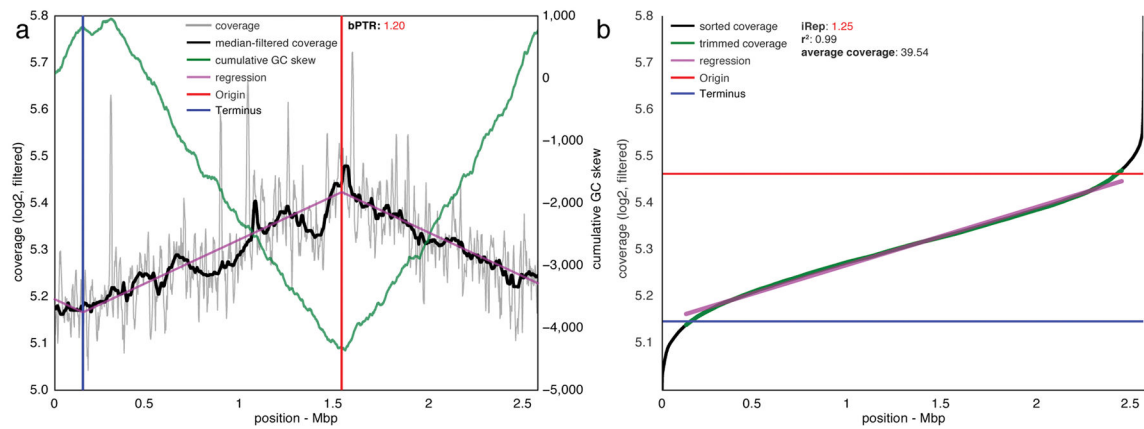 a
bPTR: 1.20
coverage
median-filtered coverage
cumulative GC skew
regression
Origin
Terminus
coverage (log2, filtered)
5.8
5.7
5.6
5.5
5.4
5.3
5.2
5.1
5.0
1,000
0
−1,000
−2,000
−3,000
−4,000
−5,000
cumulative GC skew
0 0.5 1 1.5 2 2.5
position - Mbp
b
sorted coverage
trimmed coverage
regression
Origin
Terminus
iRep: 1.25
r²: 0.99
average coverage: 39.54
coverage (log2, filtered)
5.8
5.7
5.6
5.5
5.4
5.3
5.2
5.1
0 0.5 1 1.5 2 2.5
position - Mbp